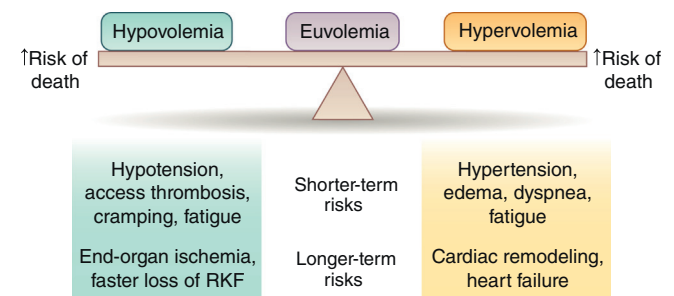 Hypovolemia
Euvolemia
Hypervolemia
↑Risk of
death
↑Risk of
death
Hypotension,
access thrombosis,
cramping, fatigue
Shorter-term
risks
Hypertension,
edema, dyspnea,
fatigue
End-organ ischemia,
faster loss of RKF
Longer-term
risks
Cardiac remodeling,
heart failure